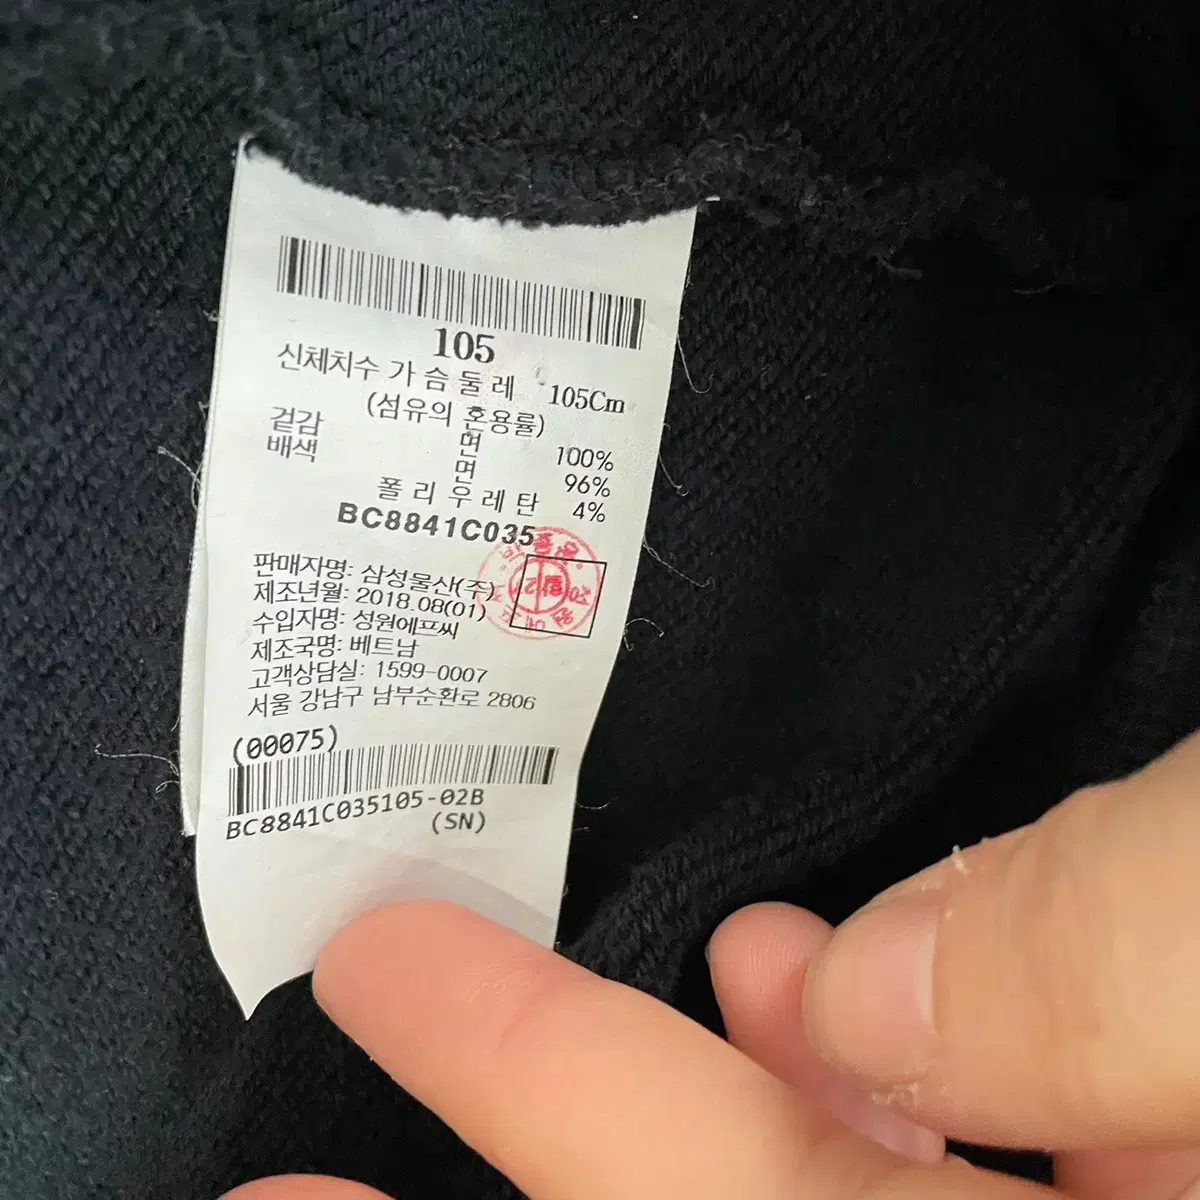 105
신체치수 가슴둘레 105Cm
(섬유의 혼용률)
겉감 면 100%
배색 면 96%
폴리우레탄 4%
BC8841C035
판매자명: 삼성물산(주)
제조년월: 2018.08(01)
수입자명: 성원에프씨
제조국명: 베트남
고객상담실: 1599-0007
서울 강남구 남부순환로 2806
(00075)
BC8841C035105-02B
(SN)